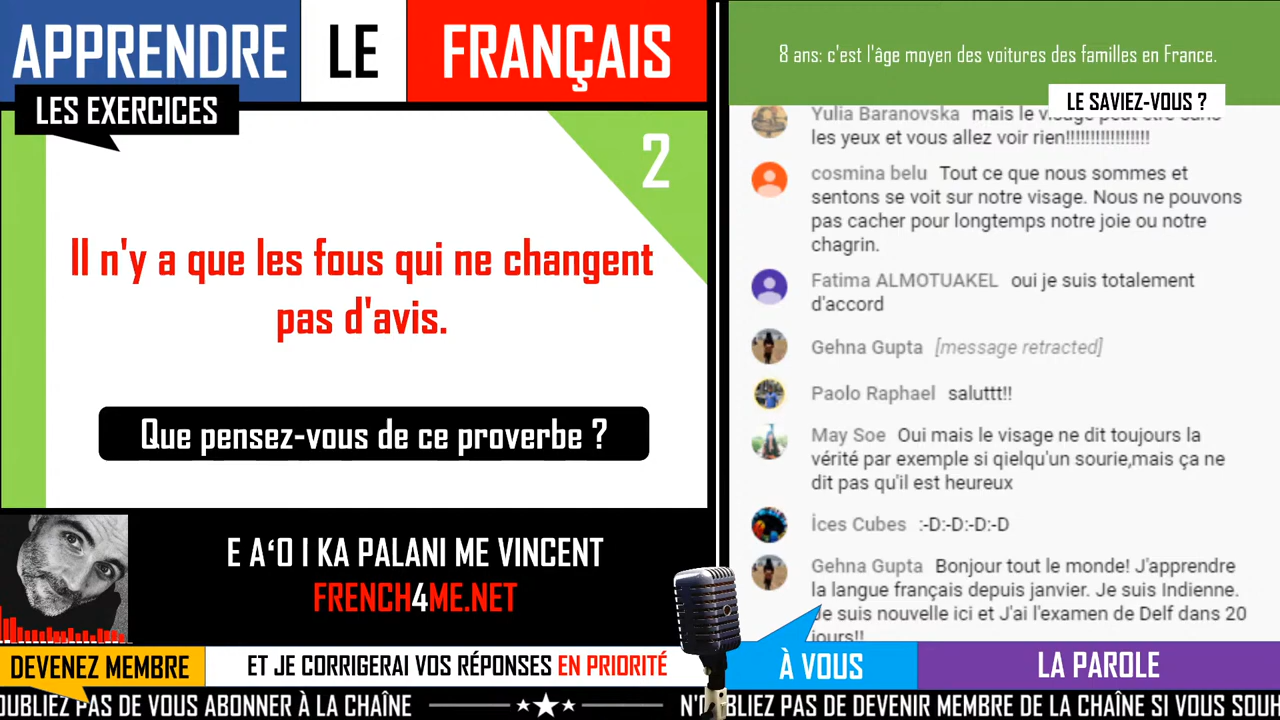 APPRENDRE LE FRANÇAIS
LES EXERCICES
2
Il n'y a que les fous qui ne changent
pas d'avis.
Que pensez-vous de ce proverbe ?
E AʻO I KA PALANI ME VINCENT
FRENCH4ME.NET
DEVENEZ MEMBRE
ET JE CORRIGERAI VOS RÉPONSES EN PRIORITÉ
8 ans: c'est l'âge moyen des voitures des familles en France.
LE SAVIEZ-VOUS ?
Yulia Baranovska mais le visage peut être
les yeux et vous allez voir rien!!!!!!!!!!!!!!!!!!
cosmina belu Tout ce que nous sommes et
sentons se voit sur notre visage. Nous ne pouvons
pas cacher pour longtemps notre joie ou notre
chagrin.
Fatima ALMOTUAKEL oui je suis totalement
d'accord
Gehna Gupta [message retracted]
Paolo Raphael saluttt!!
May Soe Oui mais le visage ne dit toujours la
vérité par exemple si qielqu'un sourie,mais ça ne
dit pas qu'il est heureux
İces Cubes :-D:-D:-D:-D
Gehna Gupta Bonjour tout le monde! J'apprendre
la langue français depuis janvier. Je suis Indienne.
Je suis nouvelle ici et J'ai l'examen de Delf dans 20
jours!!
À VOUS
LA PAROLE
OUBLIEZ PAS DE VOUS ABONNER À LA CHAÎNE
N'OUBLIEZ PAS DE DEVENIR MEMBRE DE LA CHAÎNE SI VOUS SOUH